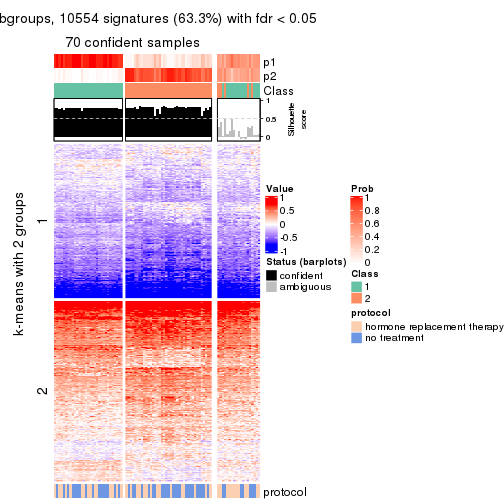 bgroups, 10554 signatures (63.3%) with fdr < 0.05
70 confident samples
p1
p2
Class
1
0.5
0
Silhouette
score
k-means with 2 groups
1
2
protocol
Value
1
0.5
0
-0.5
-1
Status (barplots)
confident
ambiguous
Prob
1
0.8
0.6
0.4
0.2
0
Class
1
2
protocol
hormone replacement therapy
no treatment